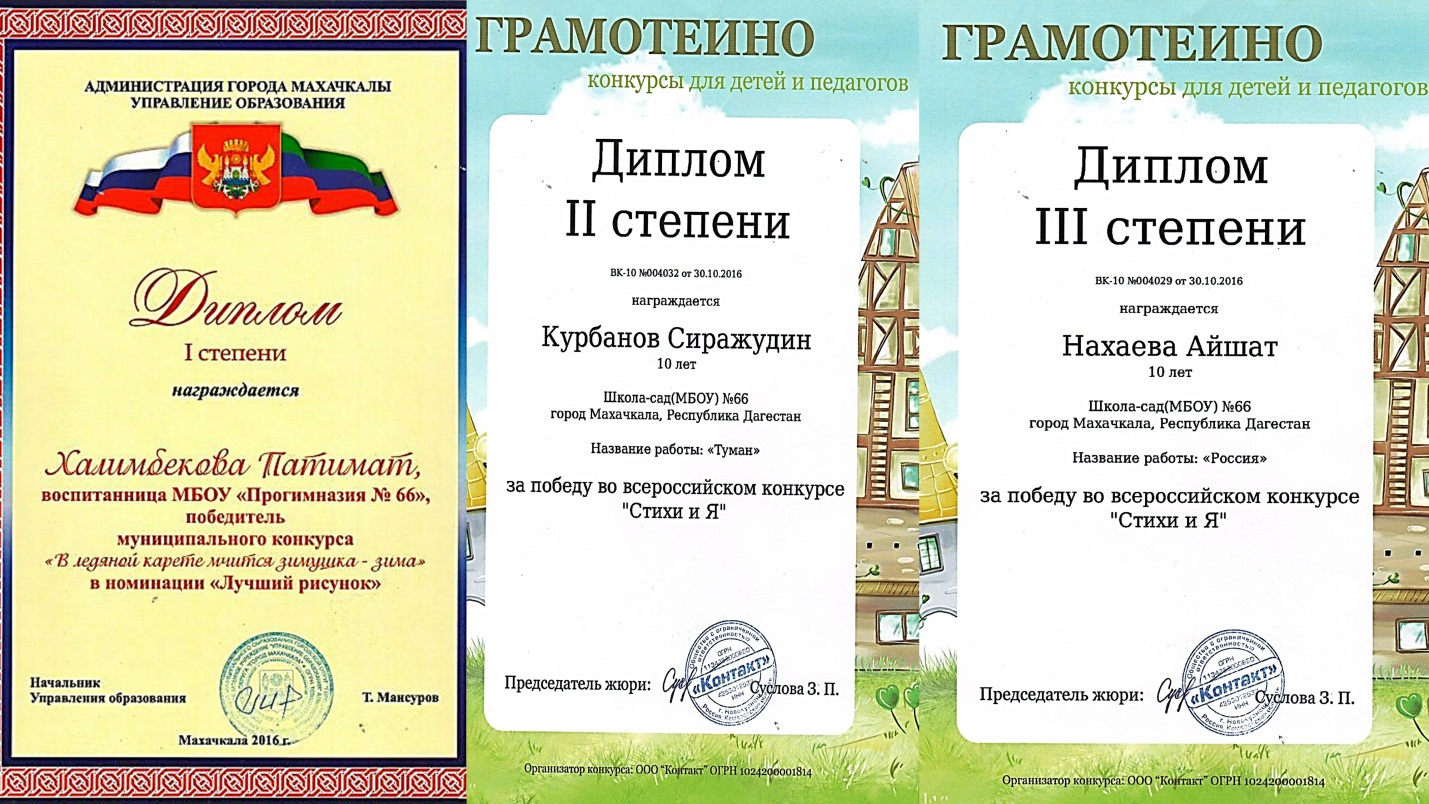 АДМИНИСТРАЦИЯ ГОРОДА МАХАЧКАЛЫ
УПРАВЛЕНИЕ ОБРАЗОВАНИЯ
Диплом
I степени
награждается
Халимбекова Патимат,
воспитанница МБОУ «Прогимназия № 66»,
победитель
муниципального конкурса
«В ледяной карете мчится зимушка - зима»
в номинации «Лучший рисунок»
Начальник
Управления образования
Т. Мансуров
Махачкала 2016 г.
ГРАМОТЕИНО
конкурсы для детей и педагогов
Диплом
II степени
ВК-10 №004032 от 30.10.2016
награждается
Курбанов Сиражудин
10 лет
Школа-сад(МБОУ) №66
город Махачкала, Республика Дагестан
Название работы: «Туман»
за победу во всероссийском конкурсе
"Стихи и Я"
Председатель жюри:
Суслова З. П.
«Контакт»
Организатор конкурса: ООО "Контакт" ОГРН 1024200001814
ГРАМОТЕИНО
конкурсы для детей и педагогов
Диплом
III степени
ВК-10 №004029 от 30.10.2016
награждается
Нахаева Айшат
10 лет
Школа-сад(МБОУ) №66
город Махачкала, Республика Дагестан
Название работы: «Россия»
за победу во всероссийском конкурсе
"Стихи и Я"
Председатель жюри:
Суслова З. П.
«Контакт»
Организатор конкурса: ООО "Контакт" ОГРН 1024200001814